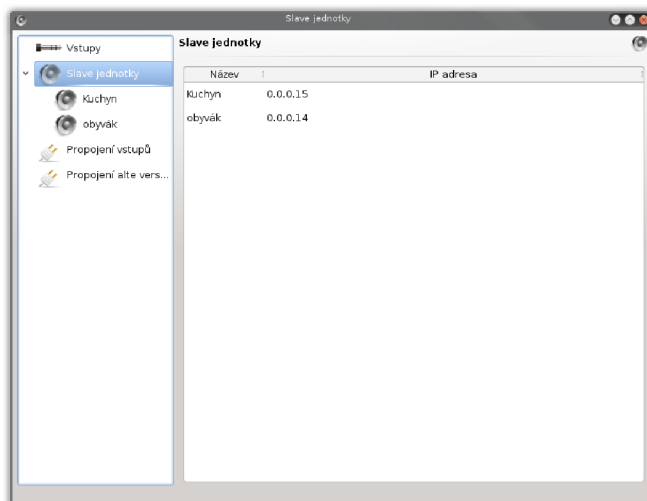 Slave jednotky
Vstupy
Slave jednotky
Kuchyn
obyvák
Propojení vstupů
Propojení alte vers...
Slave jednotky
Název IP adresa
Kuchyn 0.0.0.15
obyvák 0.0.0.14